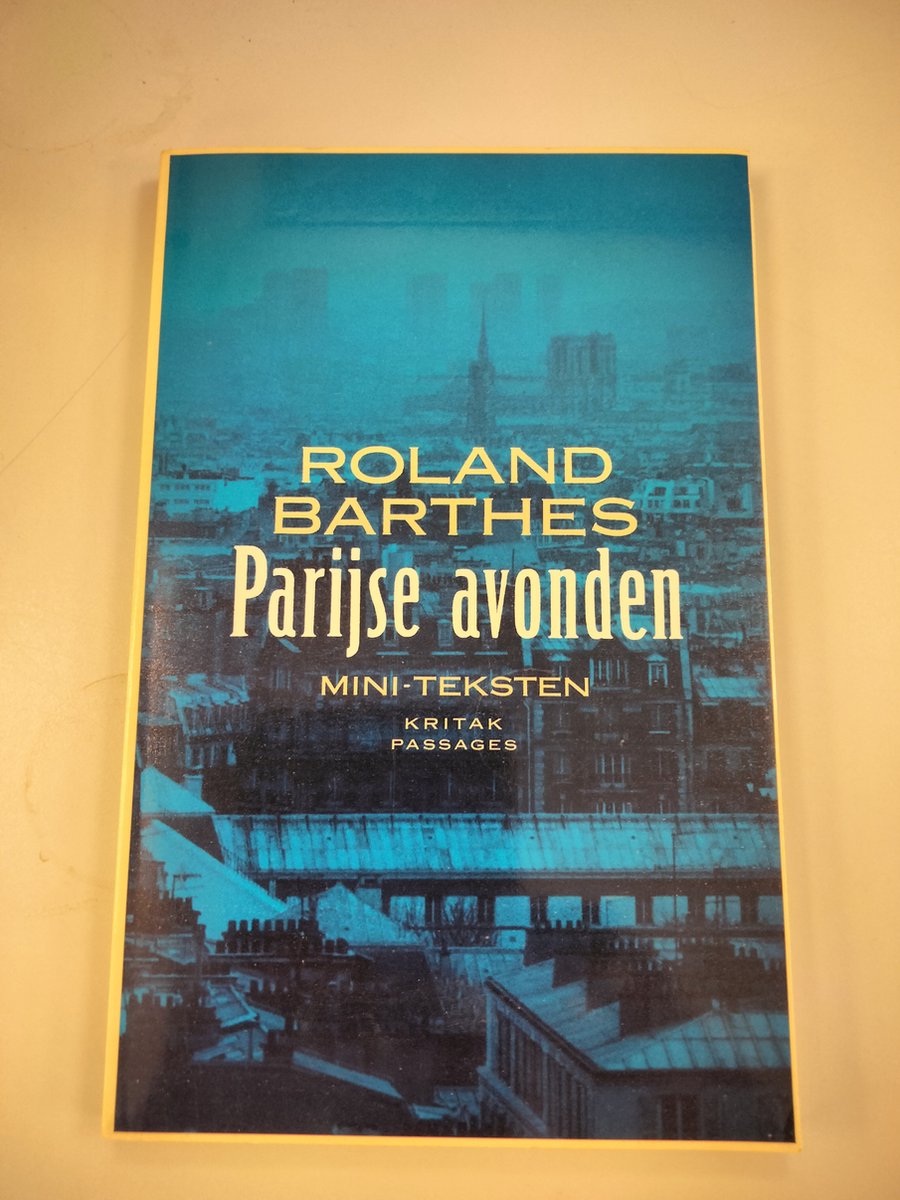 ROLAND
BARTHES
Parijse avonden
MINI-TEKSTEN
KRITAK
PASSAGES